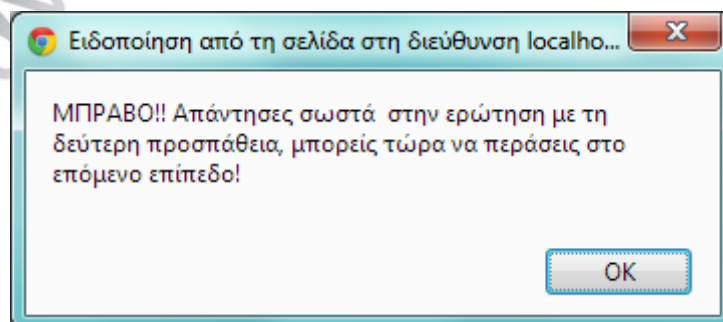 Ειδοποίηση από τη σελίδα στη διεύθυνση localho...
ΜΠΡΑΒΟ!! Απάντησες σωστά  στην ερώτηση με τη
δεύτερη προσπάθεια, μπορείς τώρα να περάσεις στο
επόμενο επίπεδο!
OK